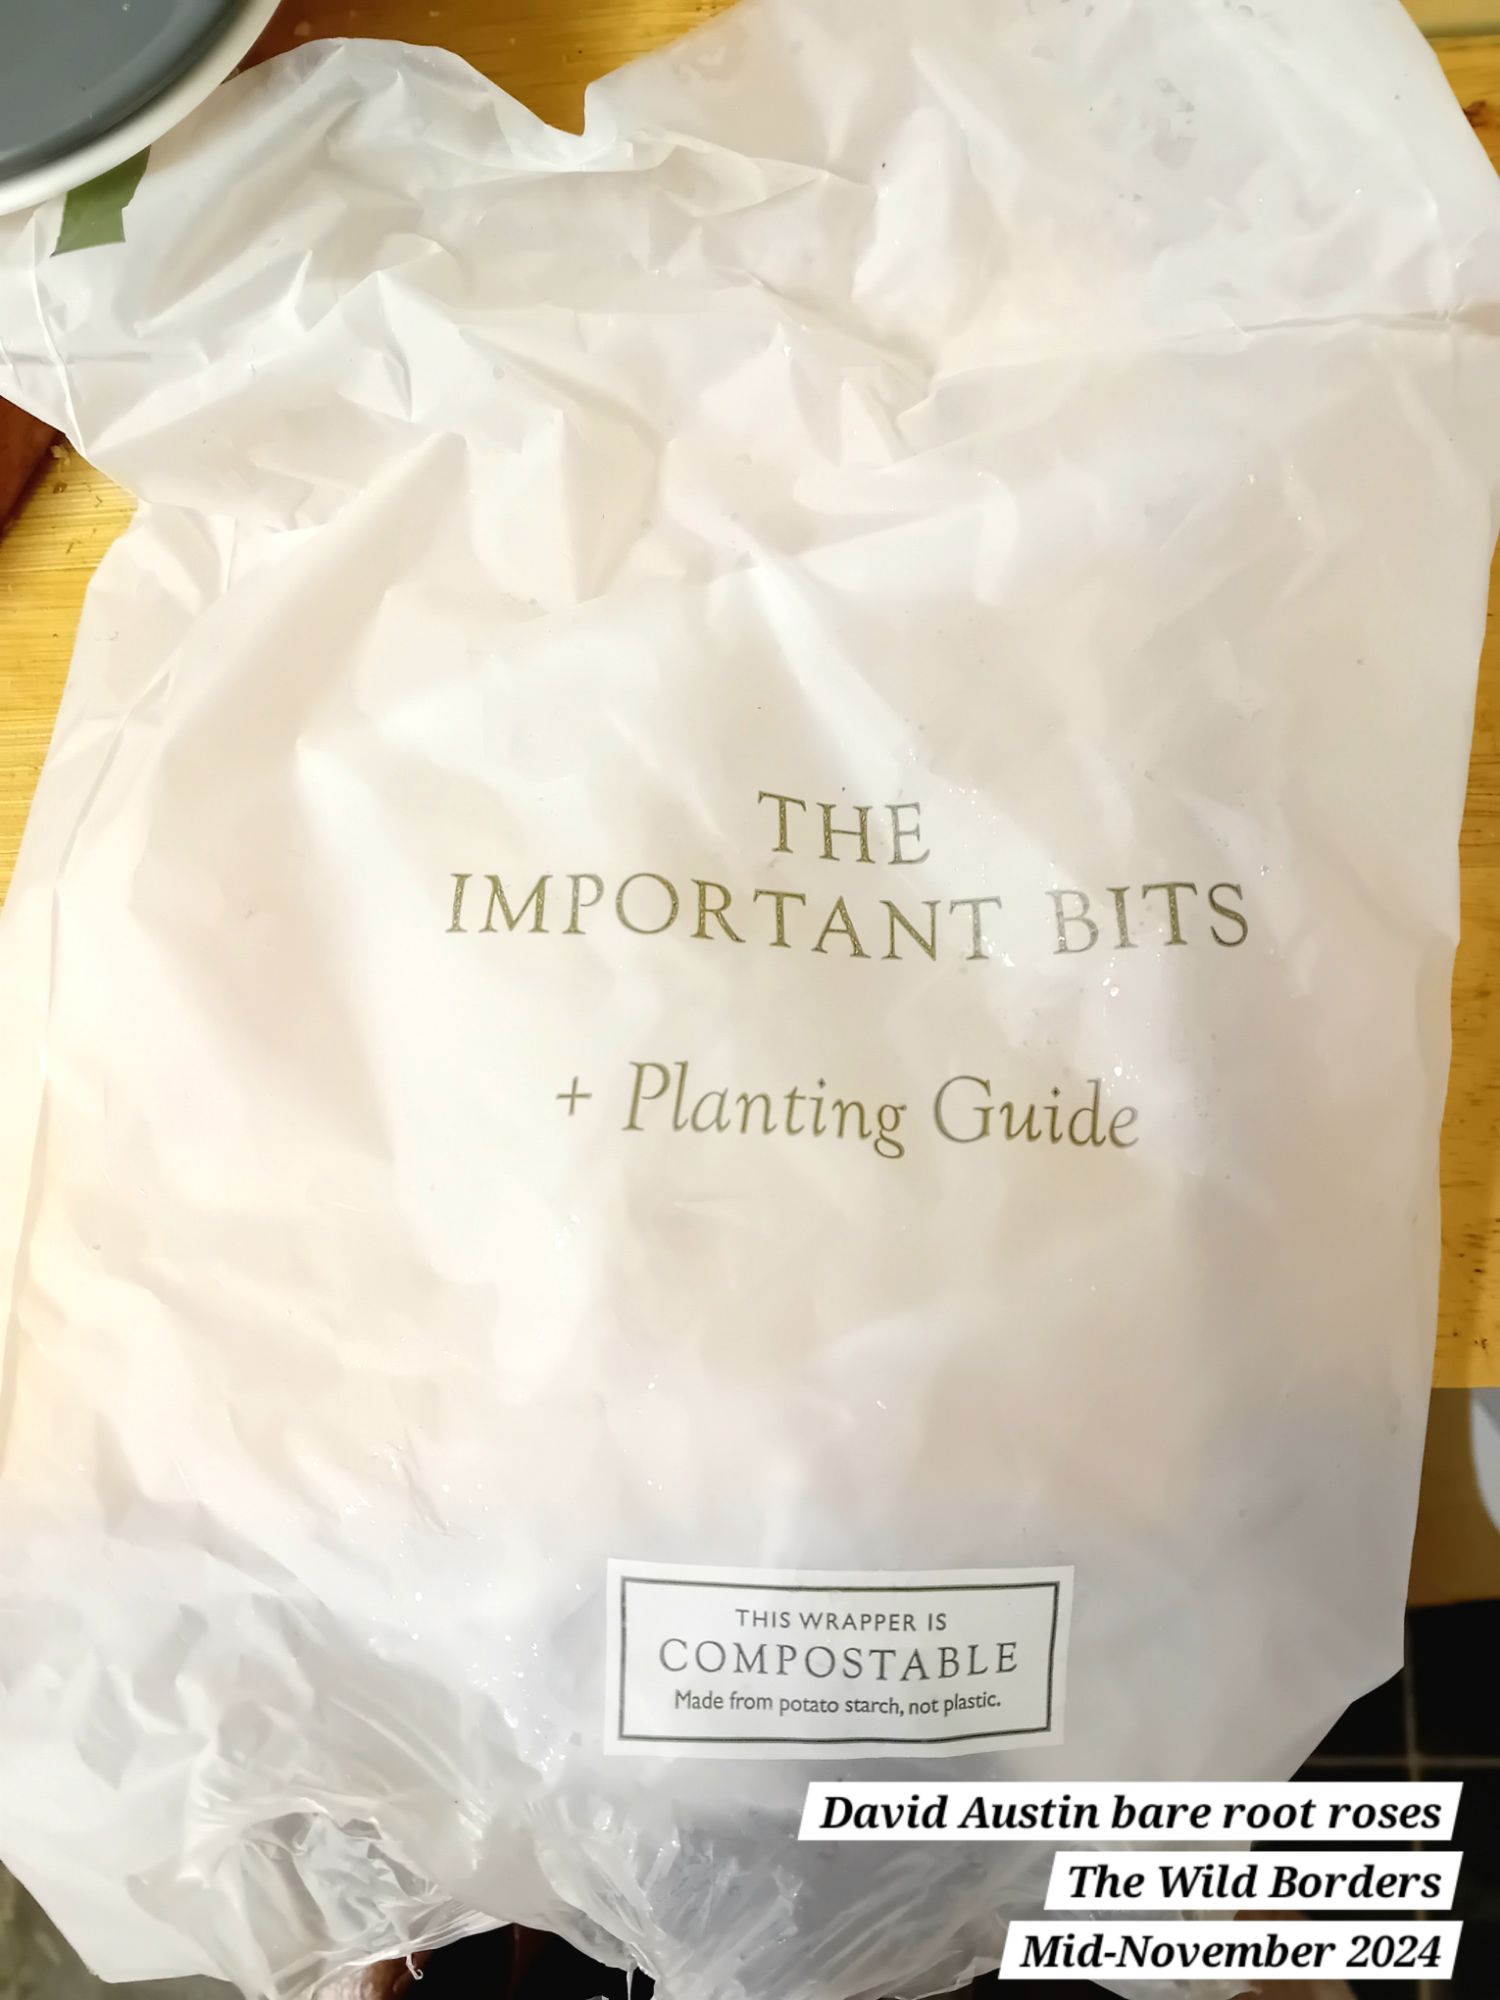 THE
IMPORTANT BITS
+ Planting Guide
THIS WRAPPER IS
COMPOSTABLE
Made from potato starch, not plastic.
David Austin bare root roses
The Wild Borders
Mid-November 2024